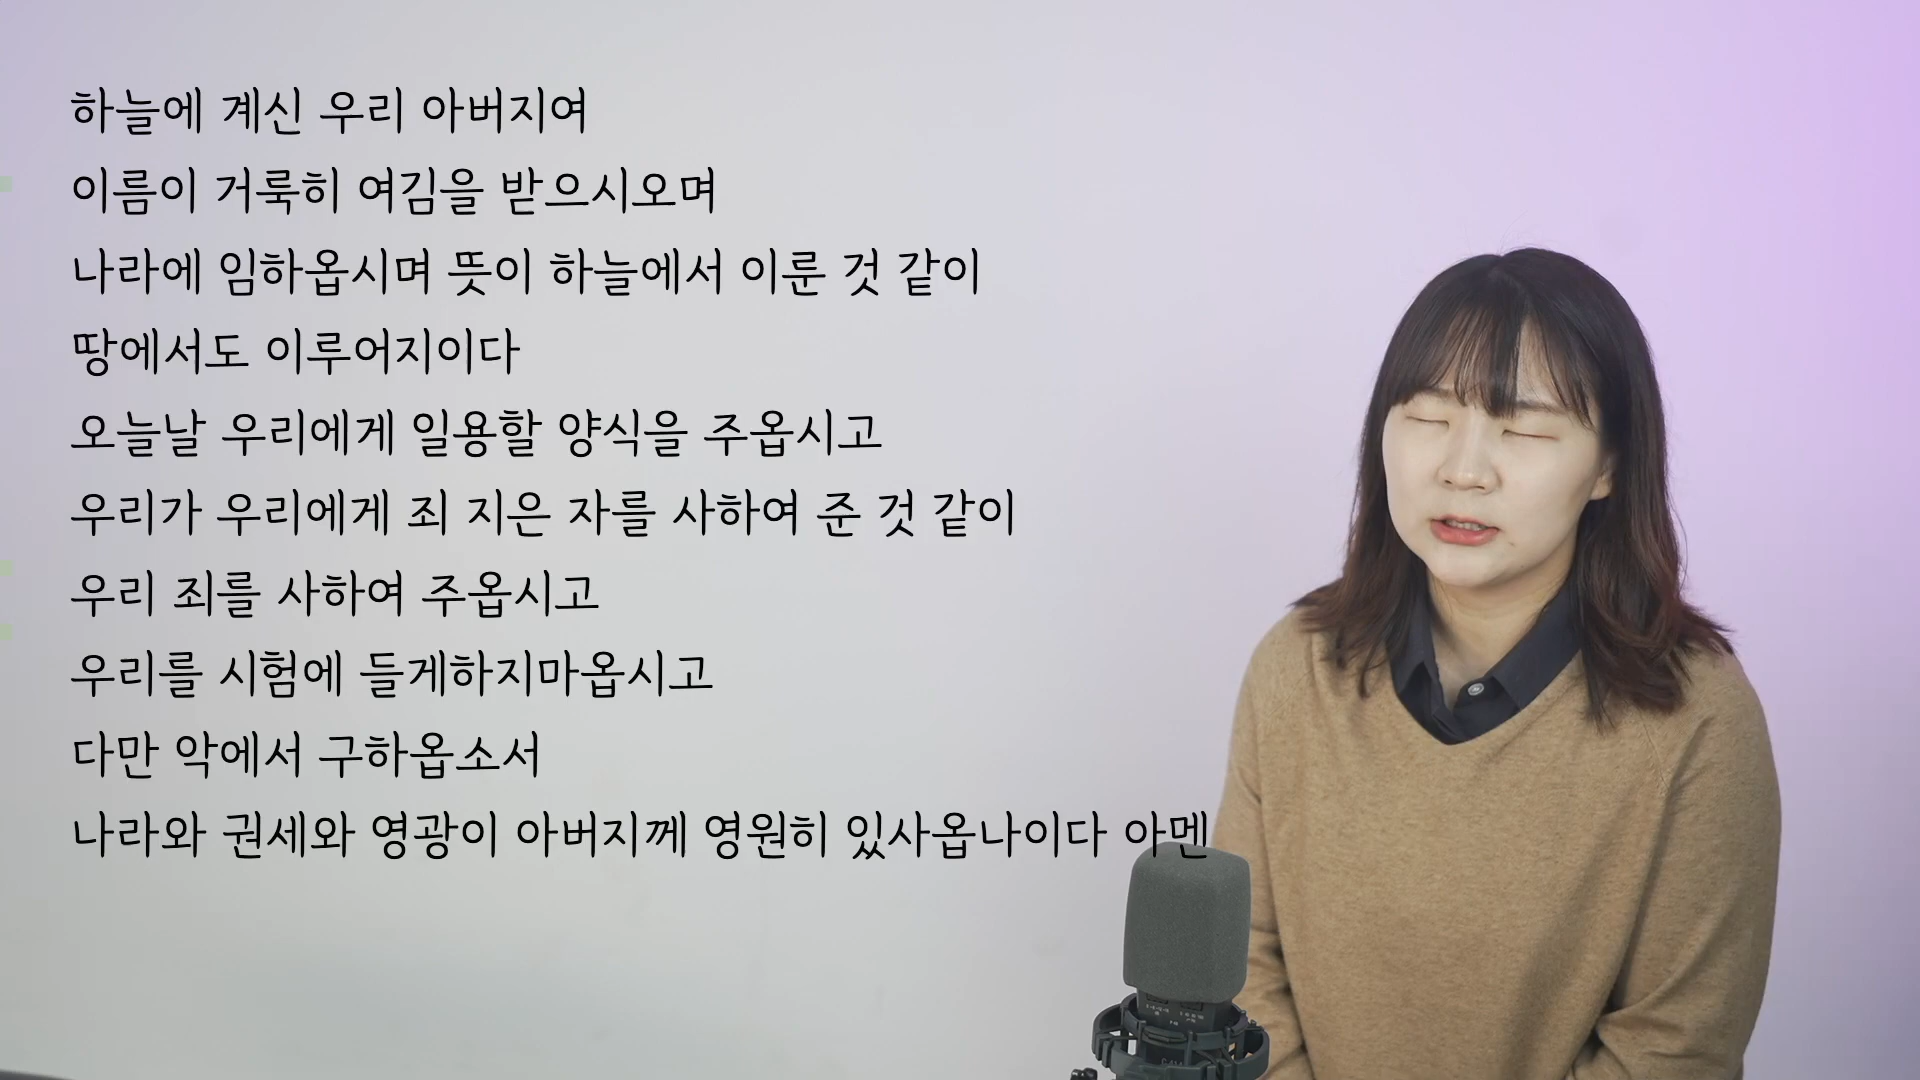 하늘에 계신 우리 아버지여
이름이 거룩히 여김을 받으시오며
나라에 임하옵시며 뜻이 하늘에서 이룬 것 같이
땅에서도 이루어지이다
오늘날 우리에게 일용할 양식을 주옵시고
우리가 우리에게 죄 지은 자를 사하여 준 것 같이
우리 죄를 사하여 주옵시고
우리를 시험에 들게하지마옵시고
다만 악에서 구하옵소서
나라와 권세와 영광이 아버지께 영원히 있사옵나이다 아멘